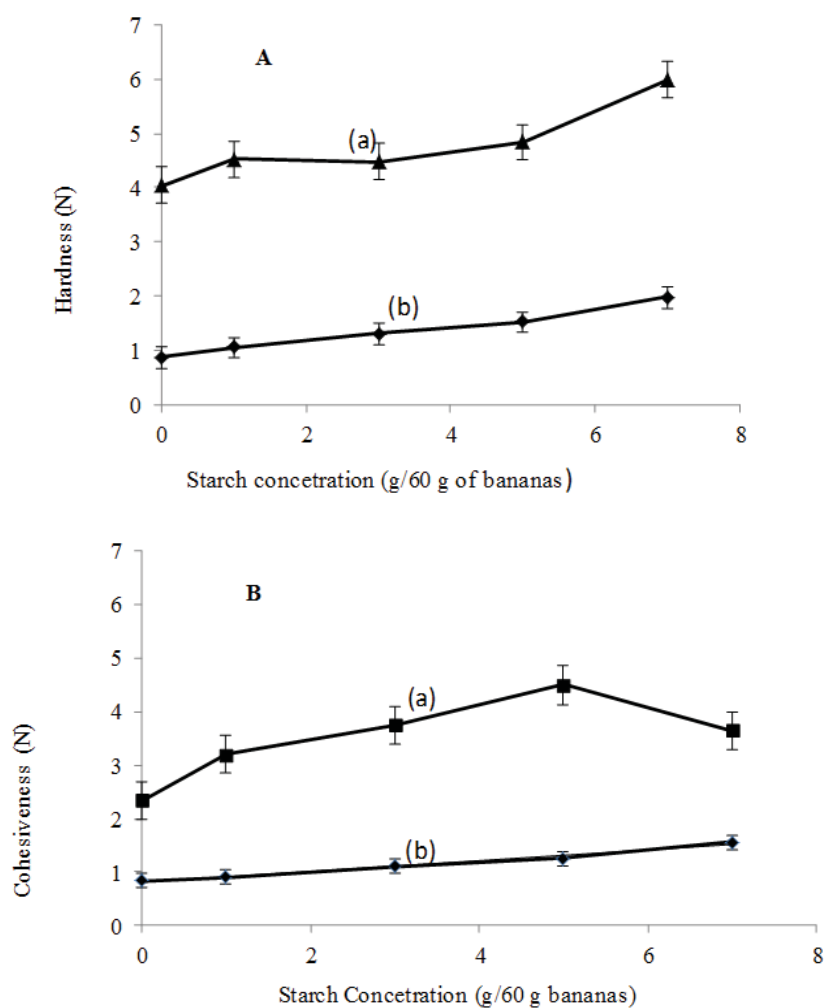 A
Hardness (N)
7
6
5
4
3
2
1
0
(a)
(b)
0 2 4 6 8
Starch concetration (g/60 g of bananas)
B
Cohesiveness (N)
7
6
5
4
3
2
1
0
(a)
(b)
0 2 4 6 8
Starch Concetration (g/60 g bananas)